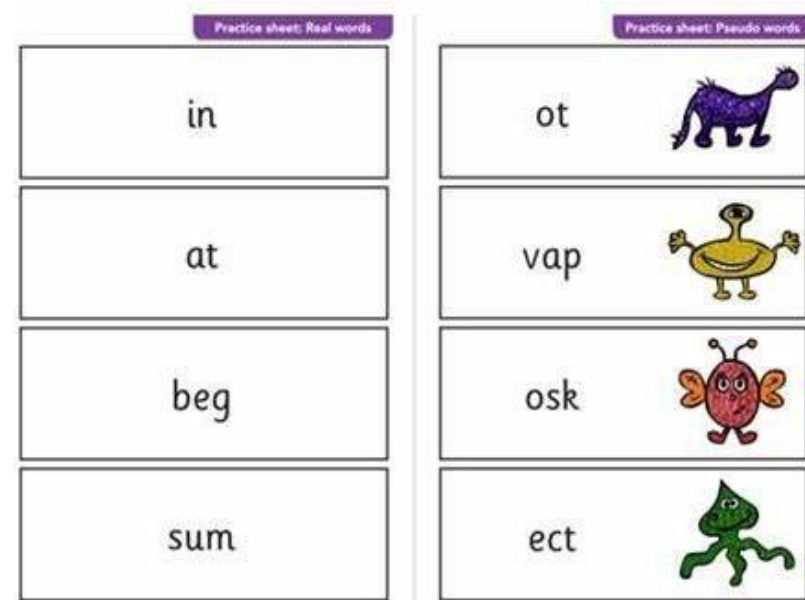 Practice sheet: Real words
in
at
beg
sum
Practice sheet: Pseudo words
ot
vap
osk
ect